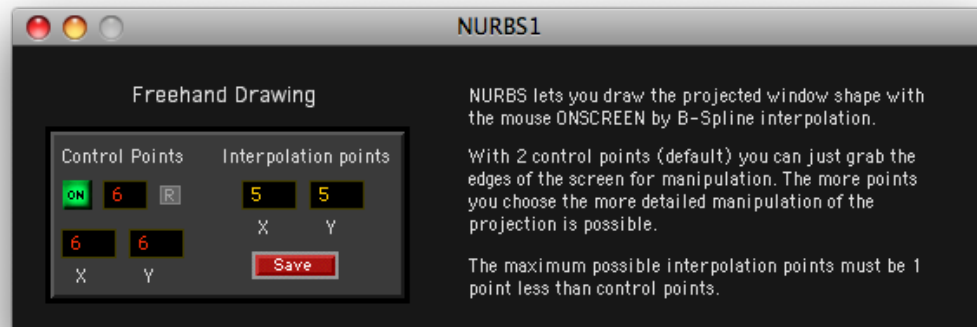 NURBS1
Freehand Drawing
Control Points
Interpolation points
ON 6 R
5 5
X Y
6 6
X Y
Save
NURBS lets you draw the projected window shape with
the mouse ONSCREEN by B-Spline interpolation.
With 2 control points (default) you can just grab the
edges of the screen for manipulation. The more points
you choose the more detailed manipulation of the
projection is possible.
The maximum possible interpolation points must be 1
point less than control points.